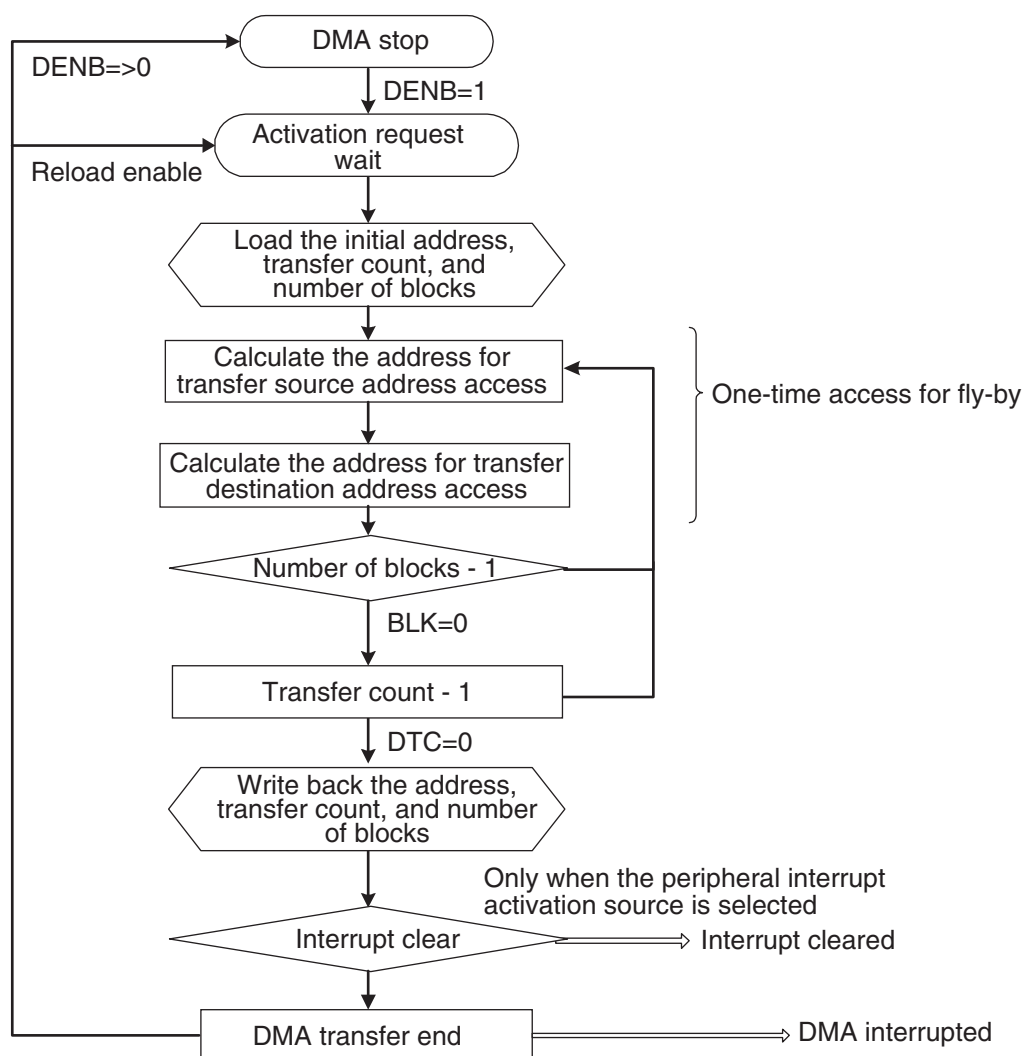 DMA stop
DENB=>0
DENB=1
Activation request
wait
Reload enable
Load the initial address,
transfer count, and
number of blocks
Calculate the address for
transfer source address access
One-time access for fly-by
Calculate the address for transfer
destination address access
Number of blocks - 1
BLK=0
Transfer count - 1
DTC=0
Write back the address,
transfer count, and number
of blocks
Only when the peripheral interrupt
activation source is selected
Interrupt clear
Interrupt cleared
DMA transfer end
DMA interrupted